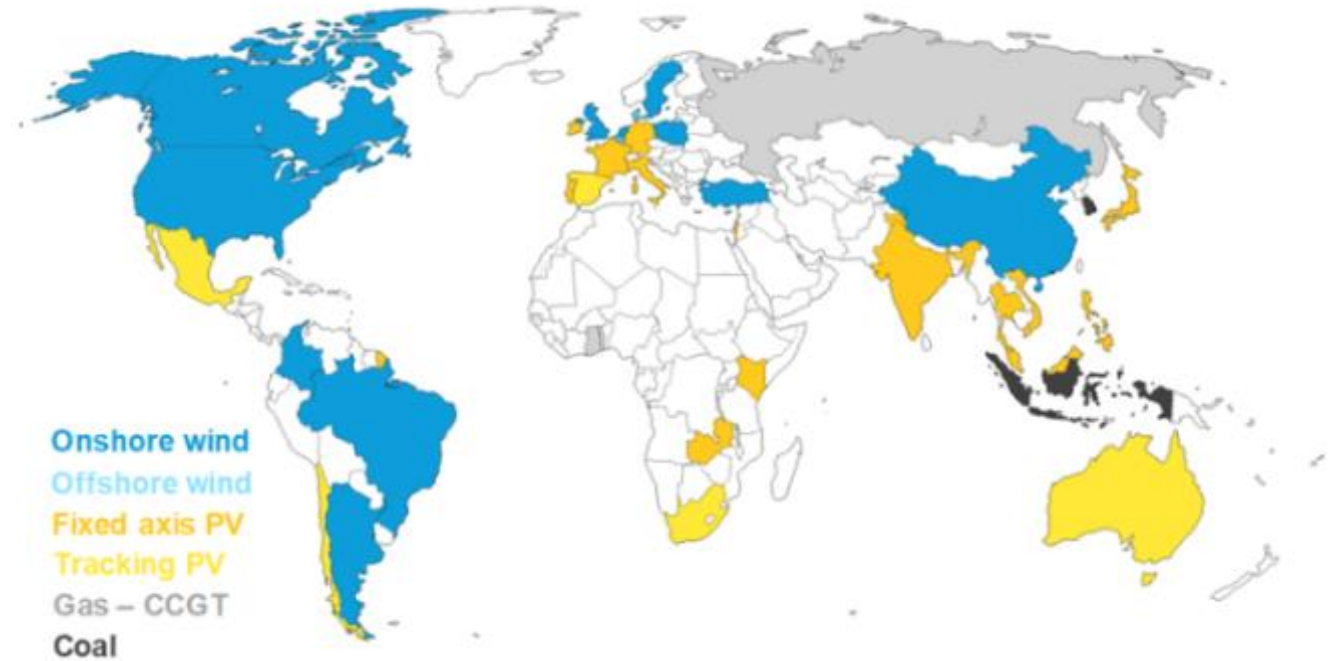 Onshore wind
Offshore wind
Fixed axis PV
Tracking PV
Gas – CCGT
Coal